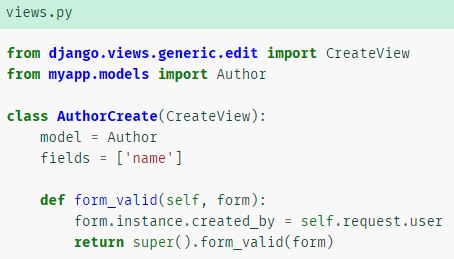 views.py
from django.views.generic.edit import CreateView
from myapp.models import Author
class AuthorCreate(CreateView):
    model = Author
    fields = ['name']
    def form_valid(self, form):
        form.instance.created_by = self.request.user
        return super().form_valid(form)